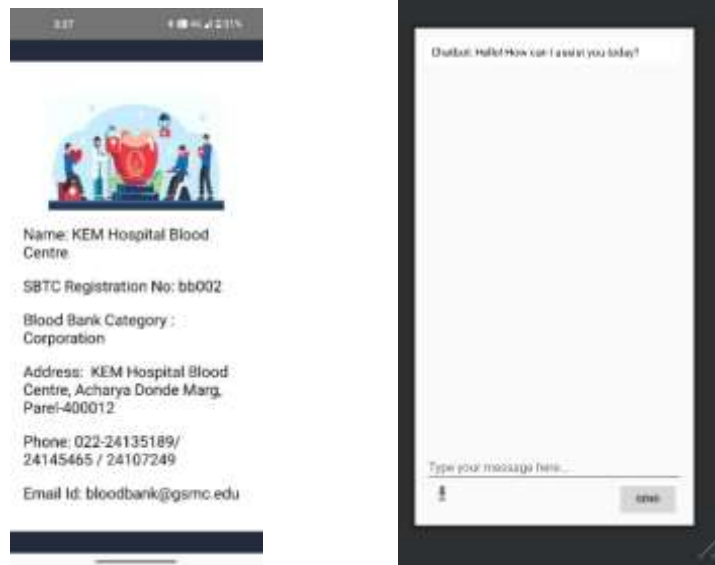 3:37
Name: KEM Hospital Blood
Centre
SBTC Registration No: bb002
Blood Bank Category :
Corporation
Address:  KEM Hospital Blood
Centre, Acharya Donde Marg,
Parel-400012
Phone: 022-24135189/
24145465 / 24107249
Email Id: bloodbank@gsmc.edu
Chatbot: Hello! How can I assist you today?
Type your message here...
SEND